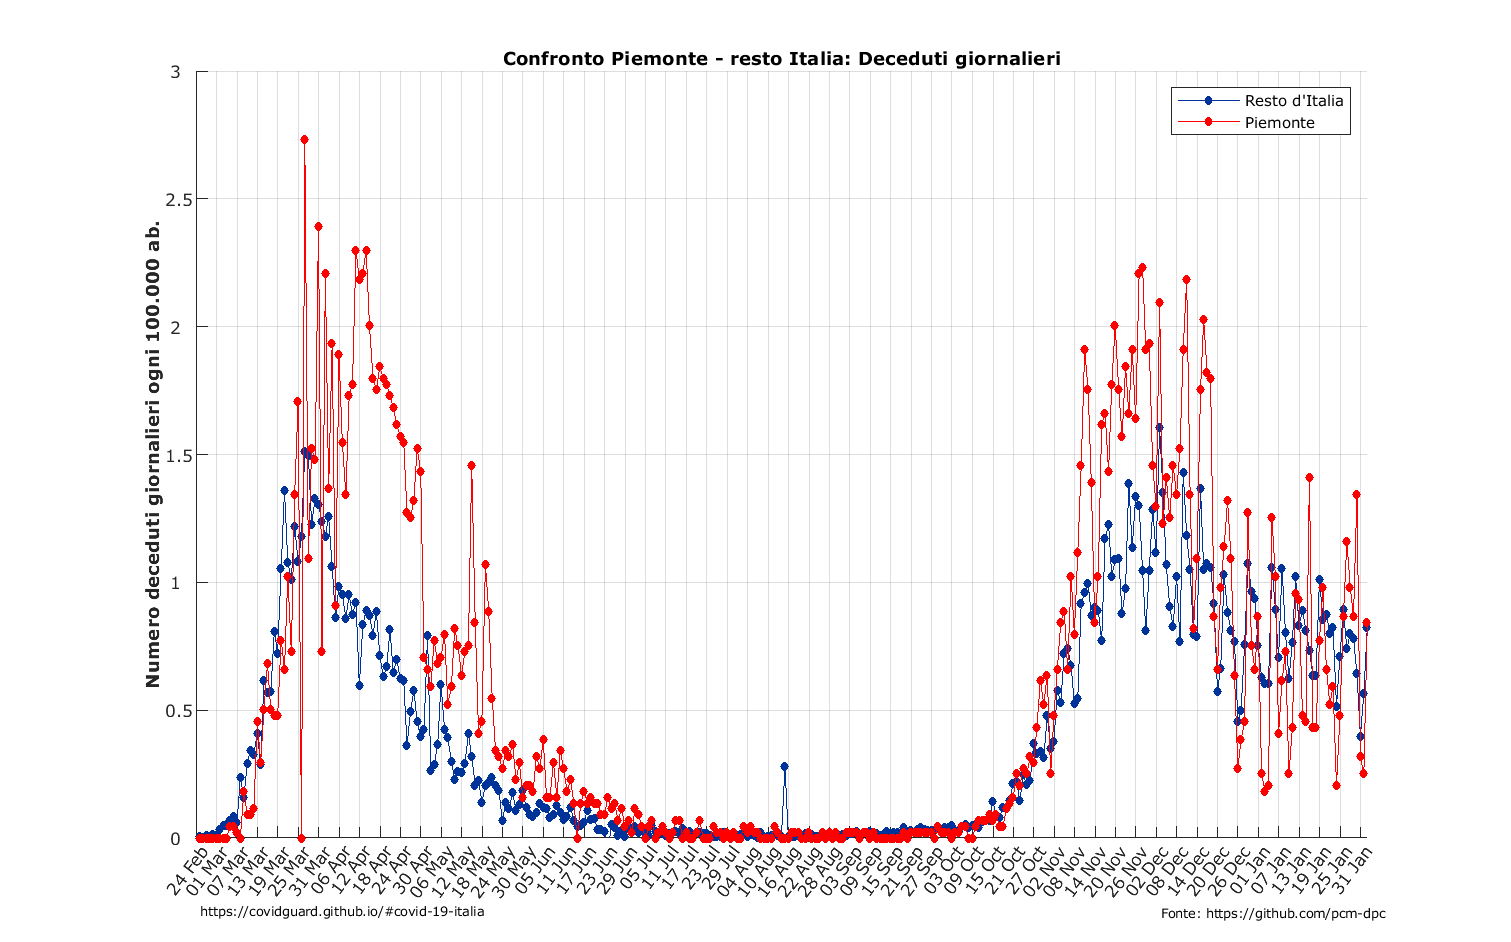 Confronto Piemonte - resto Italia: Deceduti giornalieri
Resto d'Italia
Piemonte
Numero deceduti giornalieri ogni 100.000 ab.
3
2.5
2
1.5
1
0.5
0
24 Feb
01 Mar
07 Mar
13 Mar
19 Mar
25 Mar
31 Mar
06 Apr
12 Apr
18 Apr
24 Apr
30 Apr
06 May
12 May
18 May
24 May
30 May
05 Jun
11 Jun
17 Jun
23 Jun
29 Jun
05 Jul
11 Jul
17 Jul
23 Jul
29 Jul
04 Aug
10 Aug
16 Aug
22 Aug
28 Aug
03 Sep
09 Sep
15 Sep
21 Sep
27 Sep
03 Oct
09 Oct
15 Oct
21 Oct
27 Oct
02 Nov
08 Nov
14 Nov
20 Nov
26 Nov
02 Dec
08 Dec
14 Dec
20 Dec
26 Dec
01 Jan
07 Jan
13 Jan
19 Jan
25 Jan
31 Jan
https://covidguard.github.io/#covid-19-italia
Fonte: https://github.com/pcm-dpc